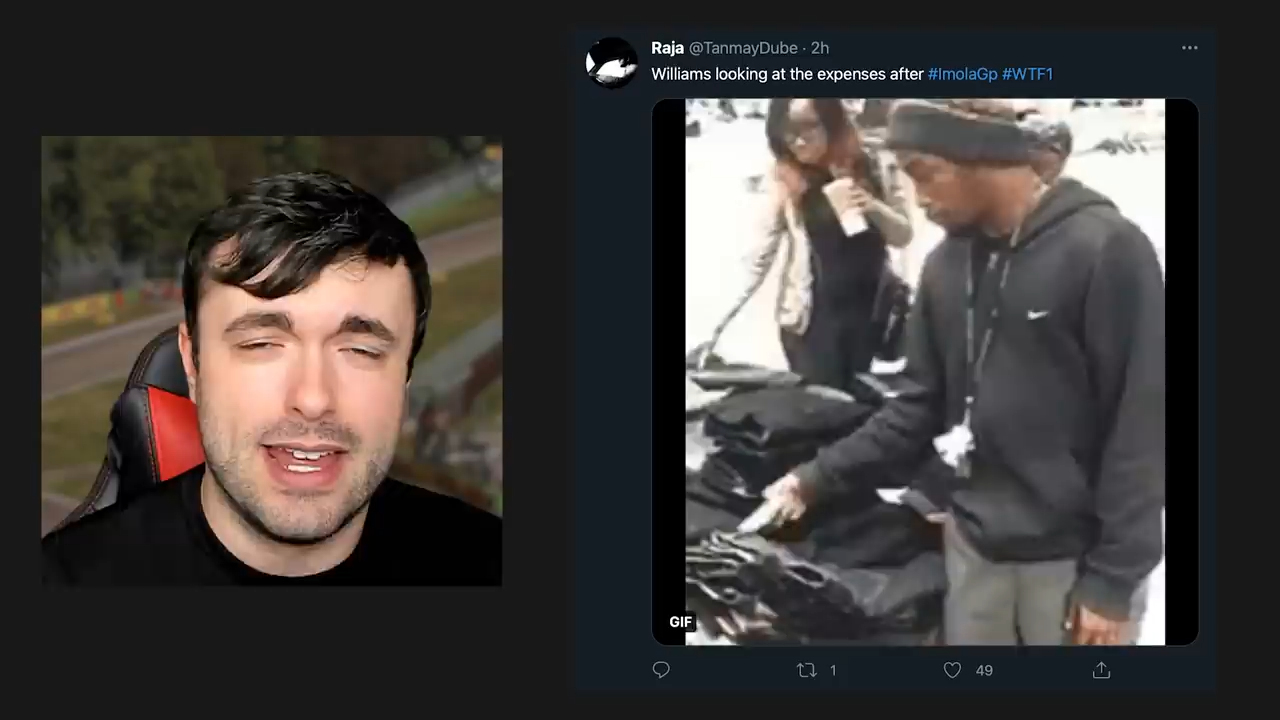 Raja @TanmayDube · 2h
Williams looking at the expenses after #ImolaGp #WTF1
GIF
1
49